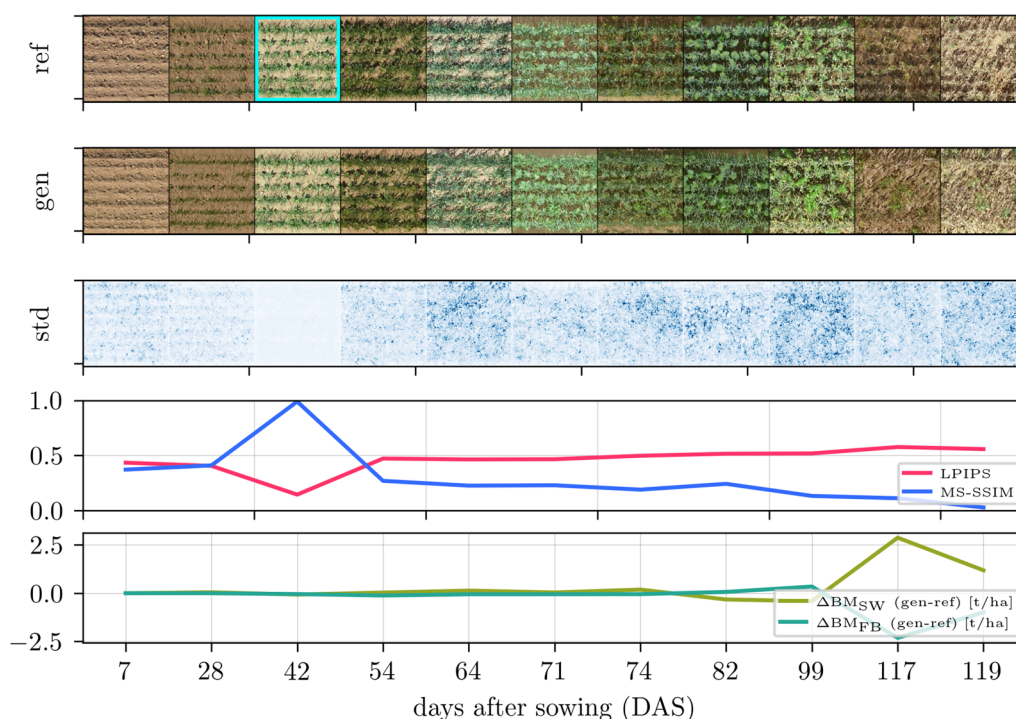 ref
gen
std
1.0
0.5
0.0
LPIPS
MS-SSIM
2.5
0.0
−2.5
ΔBM_SW (gen-ref) [t/ha]
ΔBM_FB (gen-ref) [t/ha]
7 28 42 54 64 71 74 82 99 117 119
days after sowing (DAS)